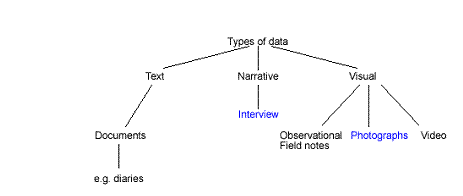 Types of data
Text Narrative Visual
Interview
Documents Observational Photographs Video
Field notes
e.g. diaries